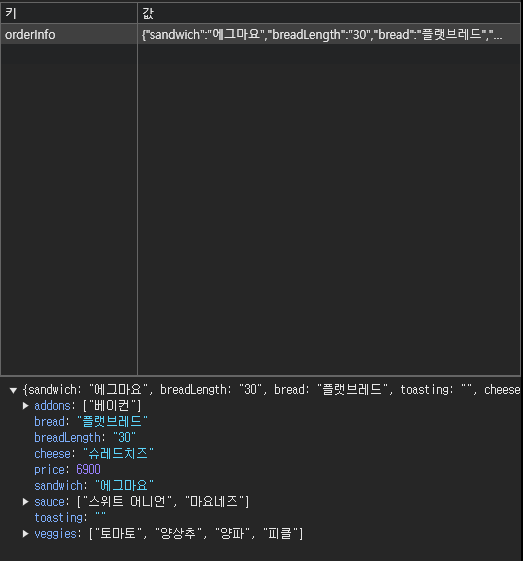 키 값
orderInfo {"sandwich":"에그마요","breadLength":"30","bread":"플랫브레드","...
▼ {sandwich: "에그마요", breadLength: "30", bread: "플랫브레드", toasting: "", cheese
▶ addons: ["베이컨"]
bread: "플랫브레드"
breadLength: "30"
cheese: "슈레드치즈"
price: 6900
sandwich: "에그마요"
▶ sauce: ["스위트 어니언", "마요네즈"]
toasting: ""
▶ veggies: ["토마토", "양상추", "양파", "피클"]